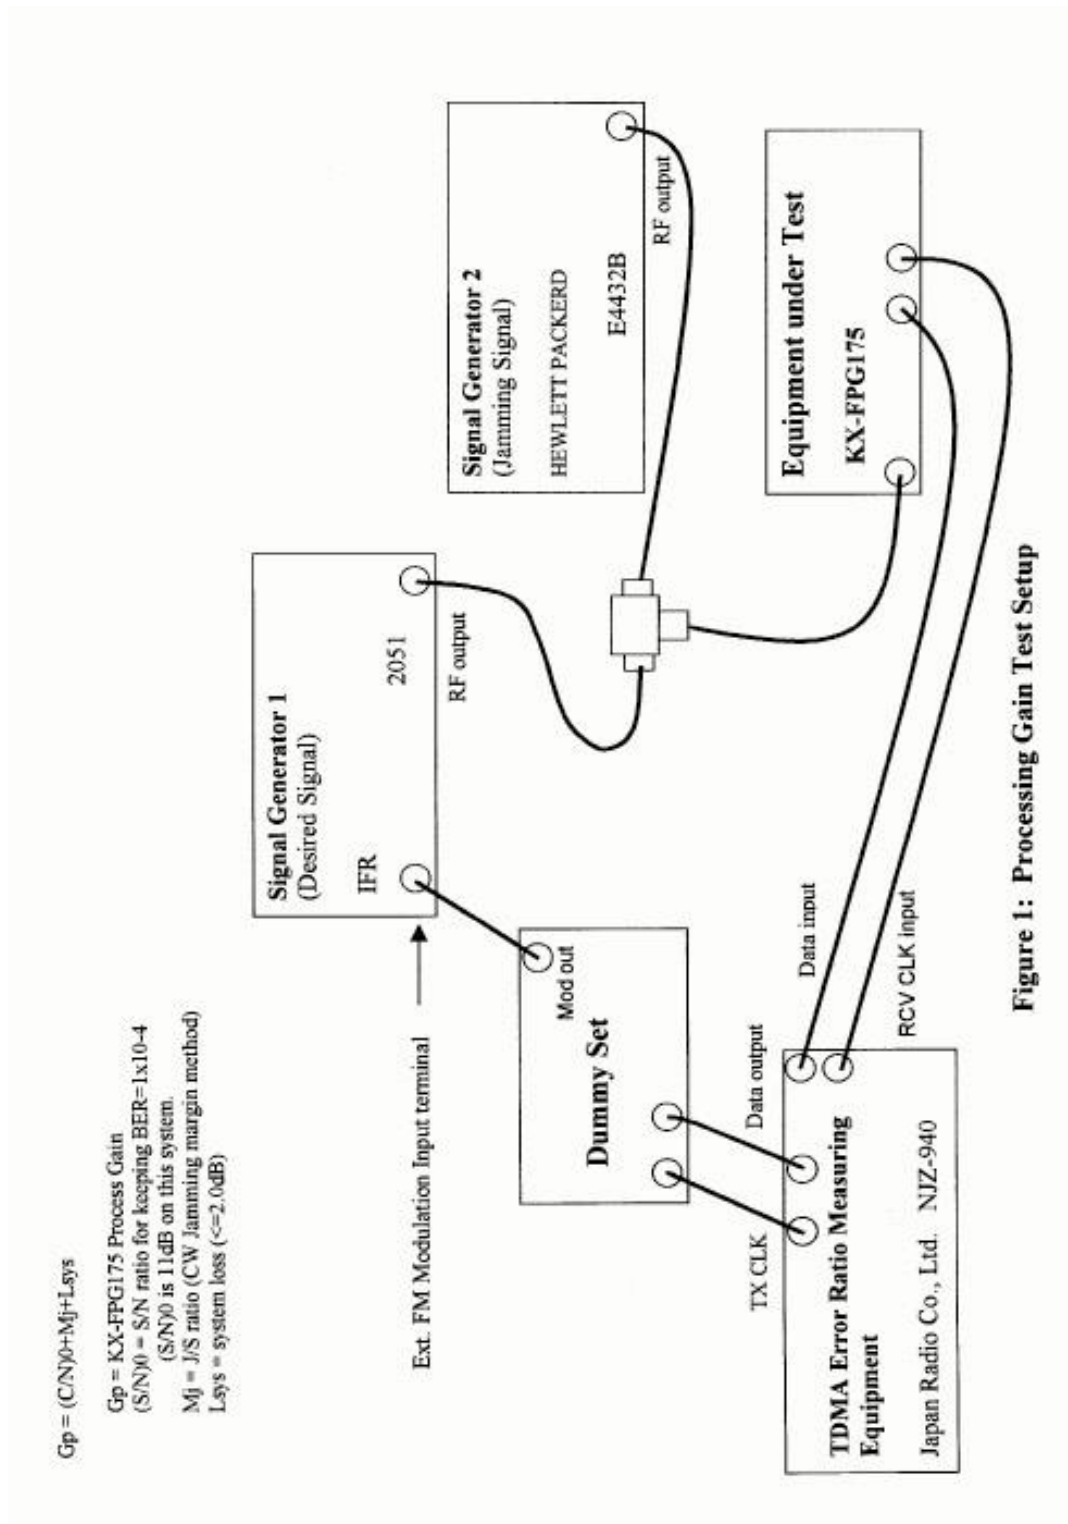 Gp = (C/N)0+Mj+Lsys
Gp = KX-FPG175 Process Gain
(S/N)0 = S/N ratio for keeping BER=1x10-4
(S/N)0 is 11dB on this system.
Mj = J/S ratio (CW Jamming margin method)
Lsys = system loss (<=2.0dB)
Signal Generator 1
(Desired Signal)
IFR
2051
RF output
Ext. FM Modulation Input terminal
Signal Generator 2
(Jamming Signal)
HEWLETT PACKERD
E4432B
RF output
Mod out
Dummy Set
Equipment under Test
KX-FPG175
TX CLK
Data output
Data input
RCV CLK input
TDMA Error Ratio Measuring
Equipment
Japan Radio Co., Ltd. NJZ-940
Figure 1: Processing Gain Test Setup